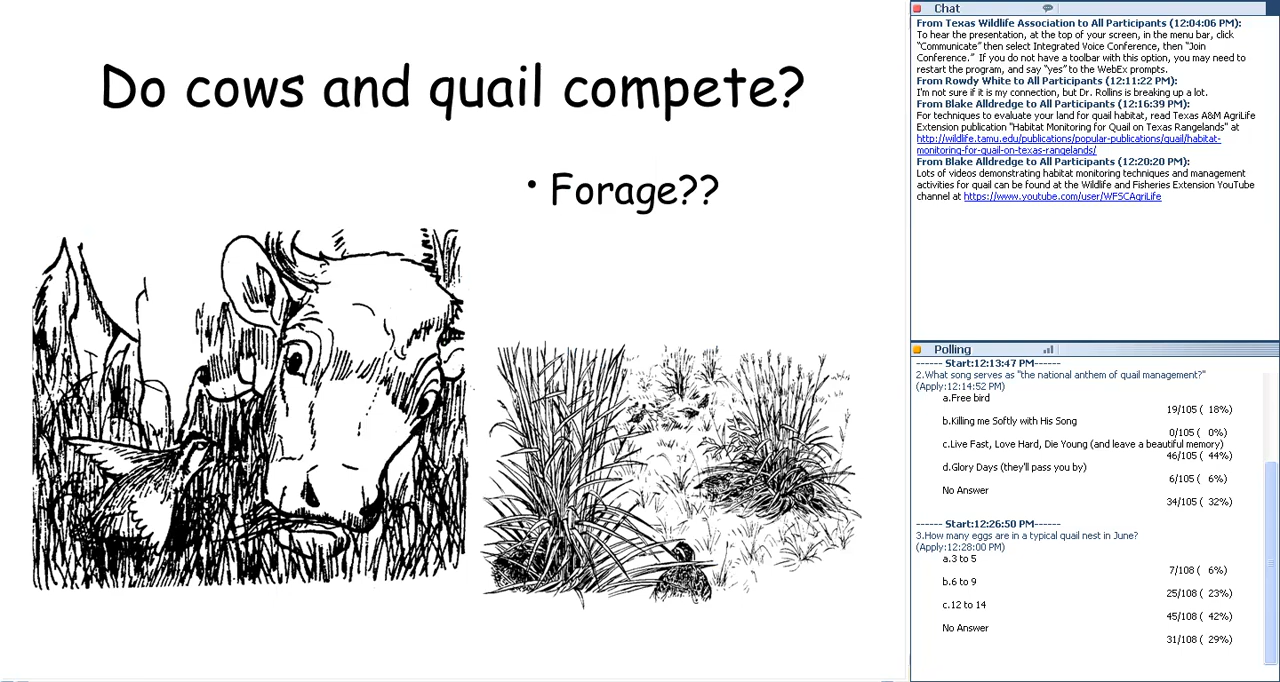 Do cows and quail compete?
• Forage??
Chat
From Texas Wildlife Association to All Participants (12:04:06 PM):
To hear the presentation, at the top of your screen, in the menu bar, click
“Communicate” then select Integrated Voice Conference, then “Join
Conference.”  If you do not have a toolbar with this option, you may need to
restart the program, and say “yes” to the WebEx prompts.
From Rowdy White to All Participants (12:11:22 PM):
I'm not sure if it is my connection, but Dr. Rollins is breaking up a lot.
From Blake Alldredge to All Participants (12:16:39 PM):
For techniques to evaluate your land for quail habitat, read Texas A&M AgriLife
Extension publication "Habitat Monitoring for Quail on Texas Rangelands" at
http://wildlife.tamu.edu/publications/popular-publications/quail/habitat-
monitoring-for-quail-on-texas-rangelands/
From Blake Alldredge to All Participants (12:20:20 PM):
Lots of videos demonstrating habitat monitoring techniques and management
activities for quail can be found at the Wildlife and Fisheries Extension YouTube
channel at https://www.youtube.com/user/WFSCAgriLife
Polling
------ Start:12:13:47 PM------
2.What song serves as "the national anthem of quail management?"
(Apply:12:14:52 PM)
a.Free bird
19/105 ( 18%)
b.Killing me Softly with His Song
0/105 ( 0%)
c.Live Fast, Love Hard, Die Young (and leave a beautiful memory)
46/105 ( 44%)
d.Glory Days (they'll pass you by)
6/105 ( 6%)
No Answer
34/105 ( 32%)
------ Start:12:26:50 PM------
3.How many eggs are in a typical quail nest in June?
(Apply:12:28:00 PM)
a.3 to 5
7/108 ( 6%)
b.6 to 9
25/108 ( 23%)
c.12 to 14
45/108 ( 42%)
No Answer
31/108 ( 29%)